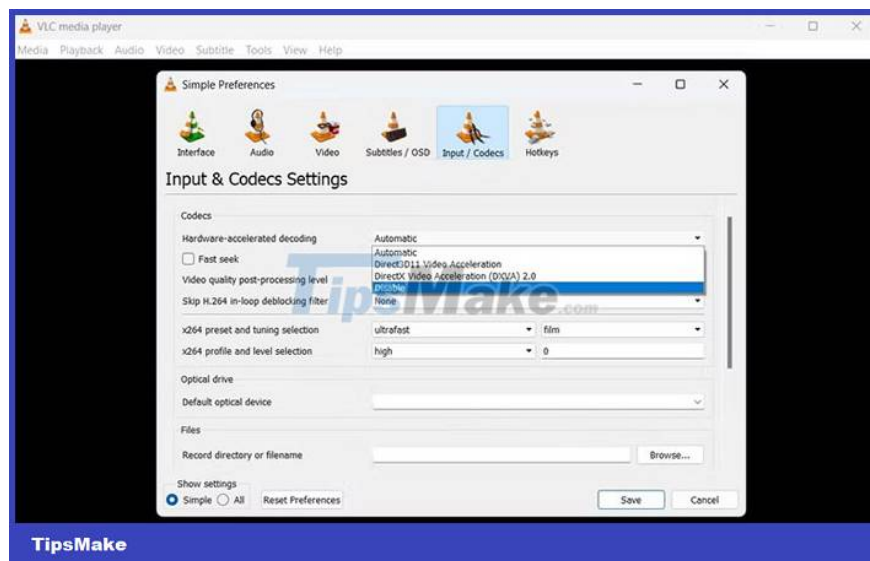 VLC media player
Media Playback Audio Video Subtitle Tools View Help
Simple Preferences
Interface Audio Video Subtitles / OSD Input / Codecs Hotkeys
Input & Codecs Settings
Codecs
Hardware-accelerated decoding Automatic
Automatic
Fast seek Direct3D11 Video Acceleration
Video quality post-processing level DirectX Video Acceleration (DXVA) 2.0
Disable
Skip H.264 in-loop deblocking filter None
TipsMake.com
x264 preset and tuning selection ultrafast film
x264 profile and level selection high 0
Optical drive
Default optical device
Files
Record directory or filename Browse...
Show settings
Simple All Reset Preferences Save Cancel
TipsMake